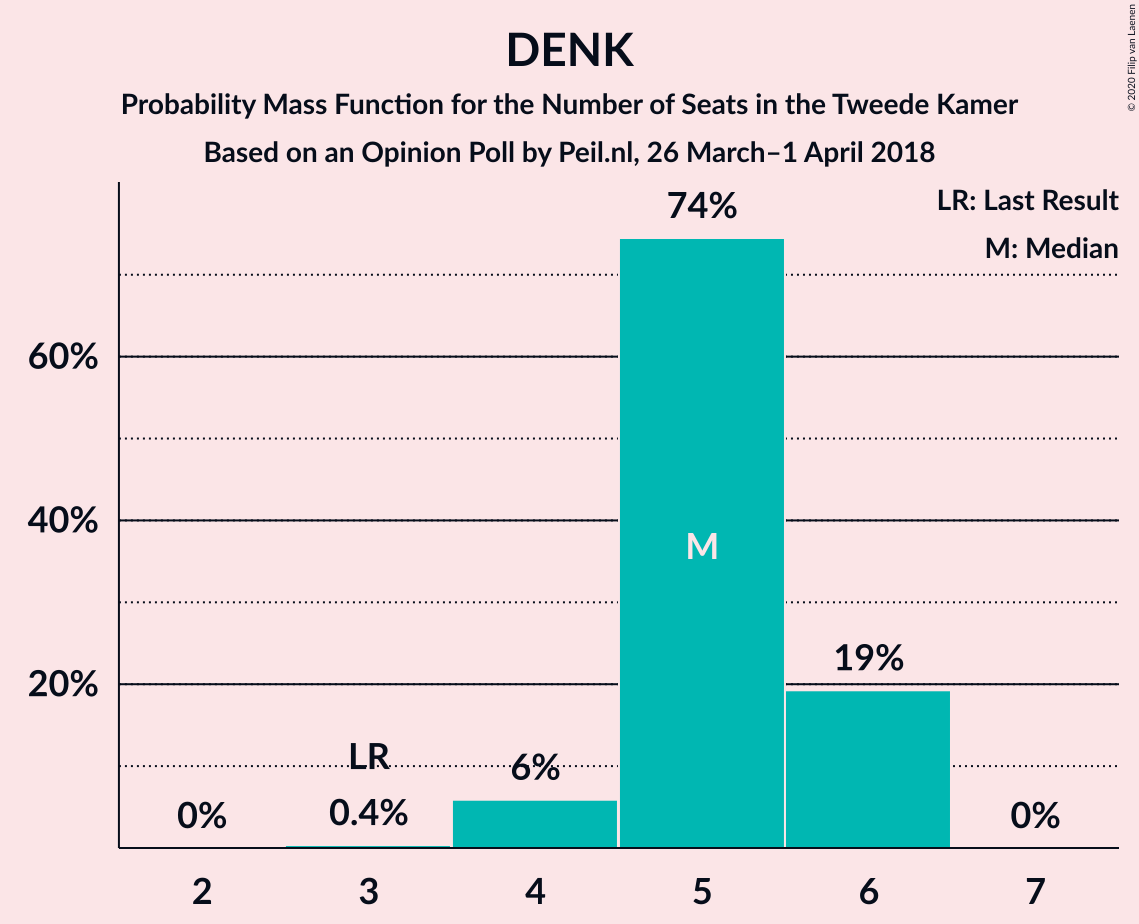 DENK
Probability Mass Function for the Number of Seats in the Tweede Kamer
Based on an Opinion Poll by Peil.nl, 26 March–1 April 2018
© 2020 Filip van Laenen
LR: Last Result
M: Median
74%
60%
40%
M
19%
20%
LR
6%
0%
0.4%
0%
2 3 4 5 6 7